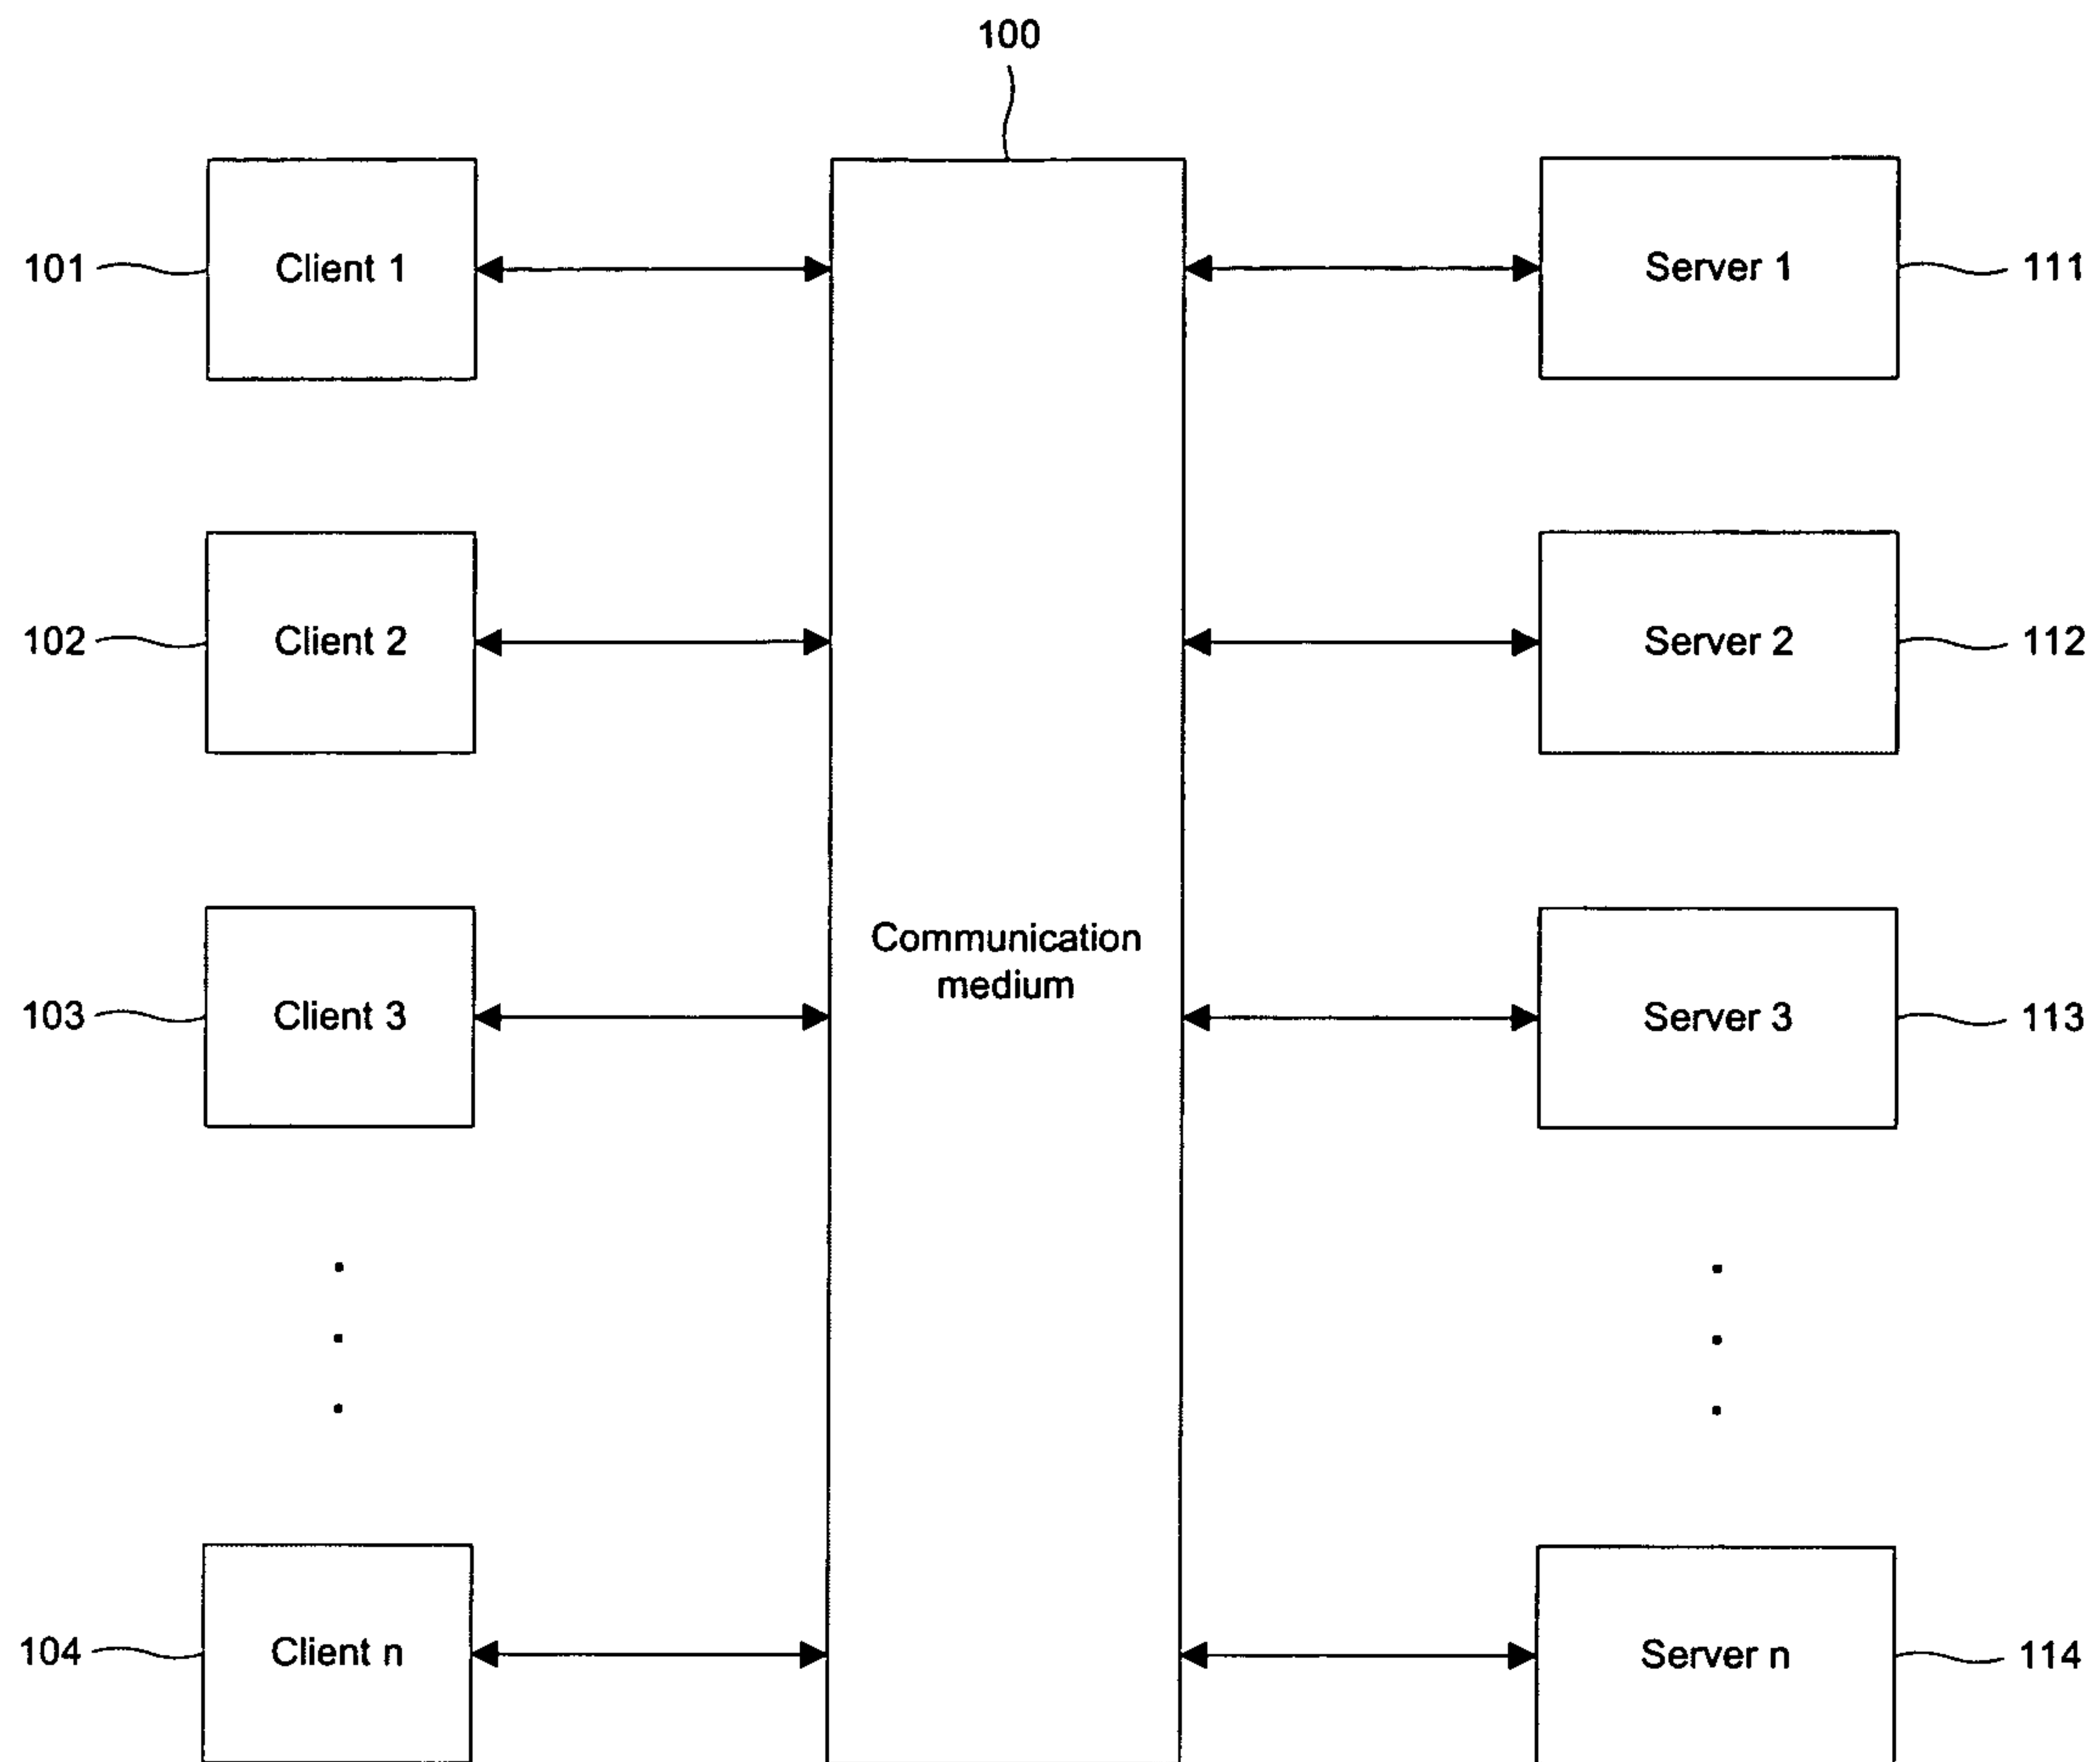 100
101
Client 1
Server 1
111
102
Client 2
Server 2
112
Communication
medium
103
Client 3
Server 3
113
104
Client n
Server n
114